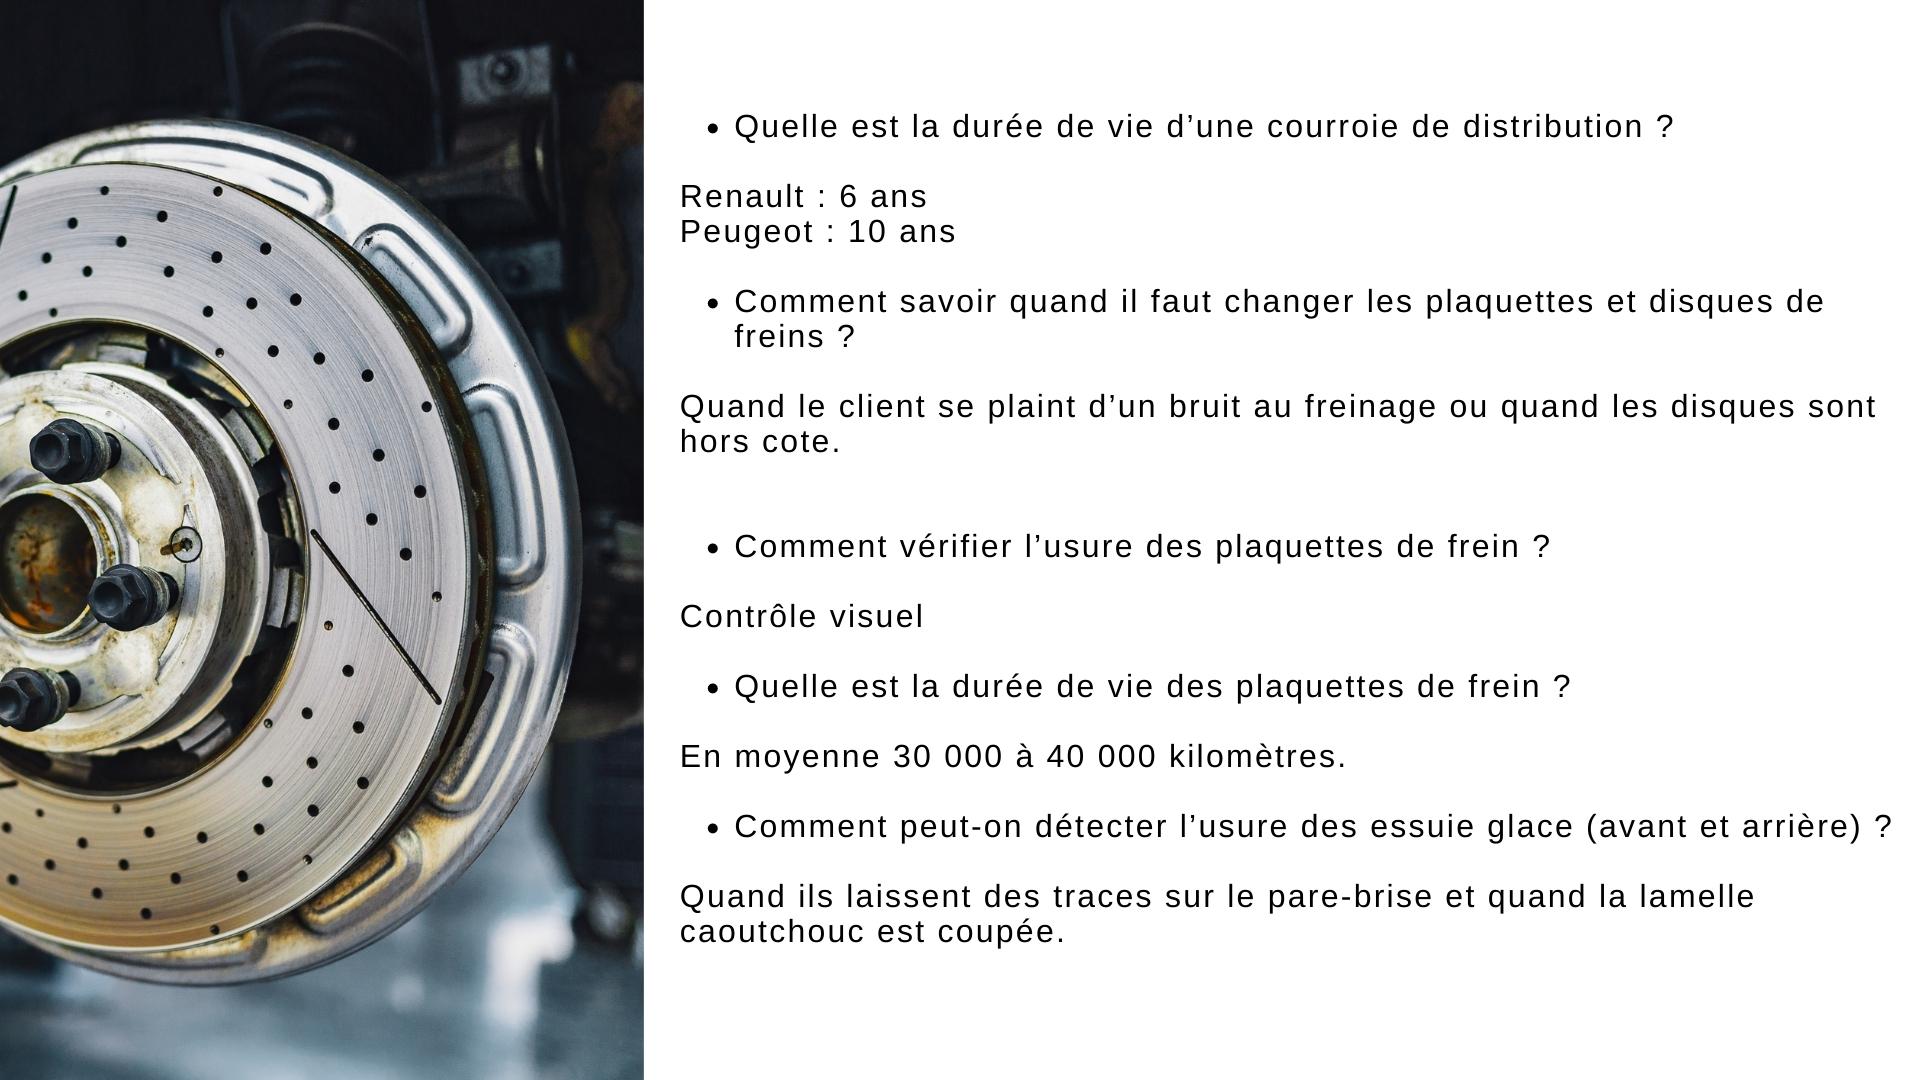 • Quelle est la durée de vie d’une courroie de distribution ?
Renault : 6 ans
Peugeot : 10 ans
• Comment savoir quand il faut changer les plaquettes et disques de
freins ?
Quand le client se plaint d’un bruit au freinage ou quand les disques sont
hors cote.
• Comment vérifier l’usure des plaquettes de frein ?
Contrôle visuel
• Quelle est la durée de vie des plaquettes de frein ?
En moyenne 30 000 à 40 000 kilomètres.
• Comment peut-on détecter l’usure des essuie glace (avant et arrière) ?
Quand ils laissent des traces sur le pare-brise et quand la lamelle
caoutchouc est coupée.